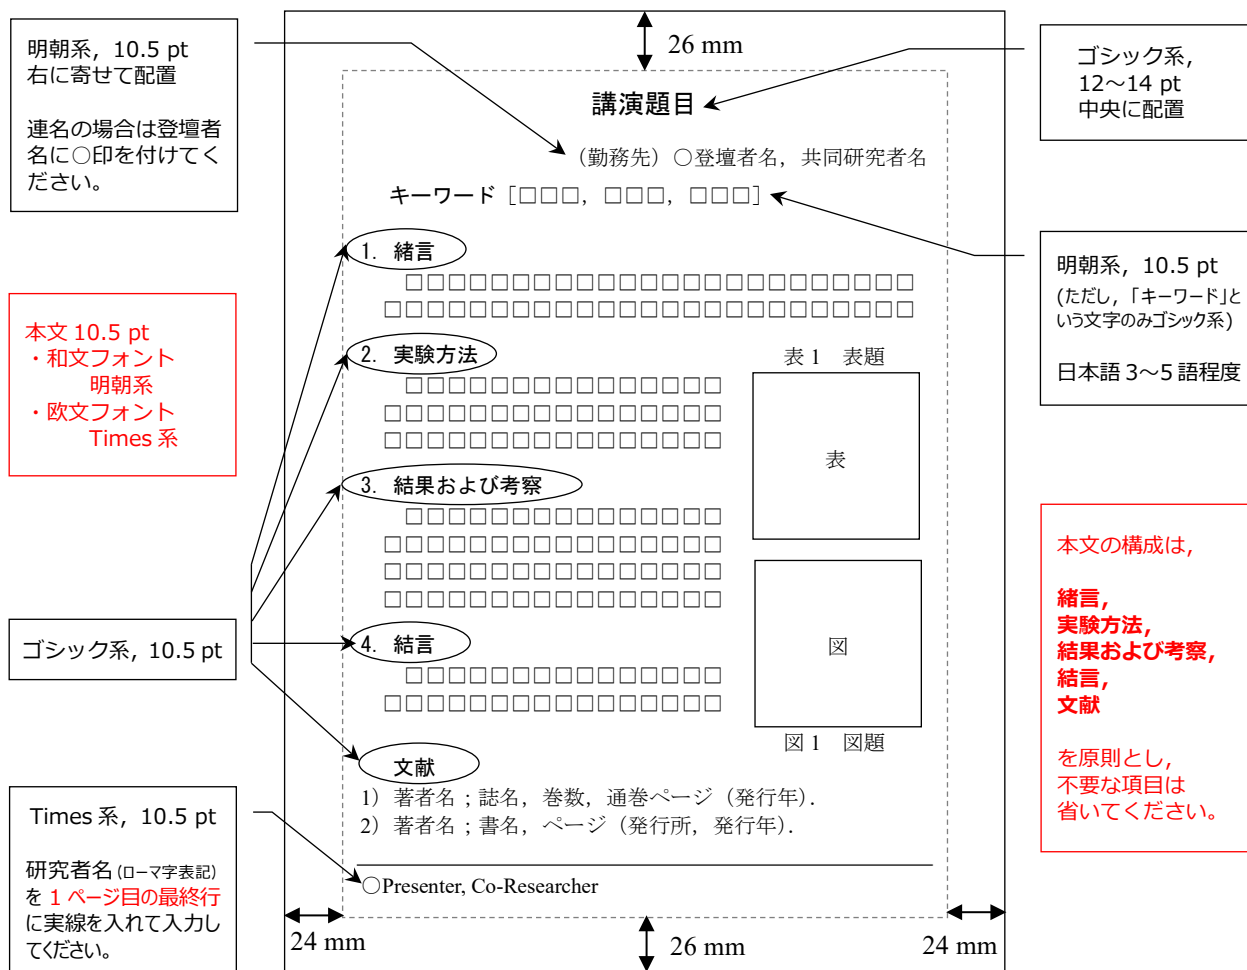 明朝系，10.5 pt
右に寄せて配置
連名の場合は登壇者
名に○印を付けてく
ださい。
本文 10.5 pt
・和文フォント
明朝系
・欧文フォント
Times 系
ゴシック系，10.5 pt
Times 系，10.5 pt
研究者名(ローマ字表記)
を 1 ページ目の最終行
に実線を入れて入力し
てください。
26 mm
講演題目
（勤務先）○登壇者名，共同研究者名
キーワード［□□□，□□□，□□□］
1. 緒言
□□□□□□□□□□□□□□□□□□□□□□□□
□□□□□□□□□□□□□□□□□□□□□□□□□
2. 実験方法
□□□□□□□□□□□□□□□
□□□□□□□□□□□□□□□□
□□□□□□□□□□□□□□□□
表 1　表題
表
3. 結果および考察
□□□□□□□□□□□□□□□
□□□□□□□□□□□□□□□□
□□□□□□□□□□□□□□□□
□□□□□□□□□□□□□□□□
4. 結言
□□□□□□□□□□□□□□□
□□□□□□□□□□□□□□□□
図
図 1　図題
文献
1）著者名；誌名，巻数，通巻ページ（発行年）．
2）著者名；書名，ページ（発行所，発行年）．
○Presenter, Co-Researcher
24 mm
26 mm
24 mm
ゴシック系，
12～14 pt
中央に配置
明朝系，10.5 pt
(ただし，「キーワード」と
いう文字のみゴシック系)
日本語 3～5 語程度
本文の構成は，
緒言，
実験方法，
結果および考察，
結言，
文献
を原則とし，
不要な項目は
省いてください。